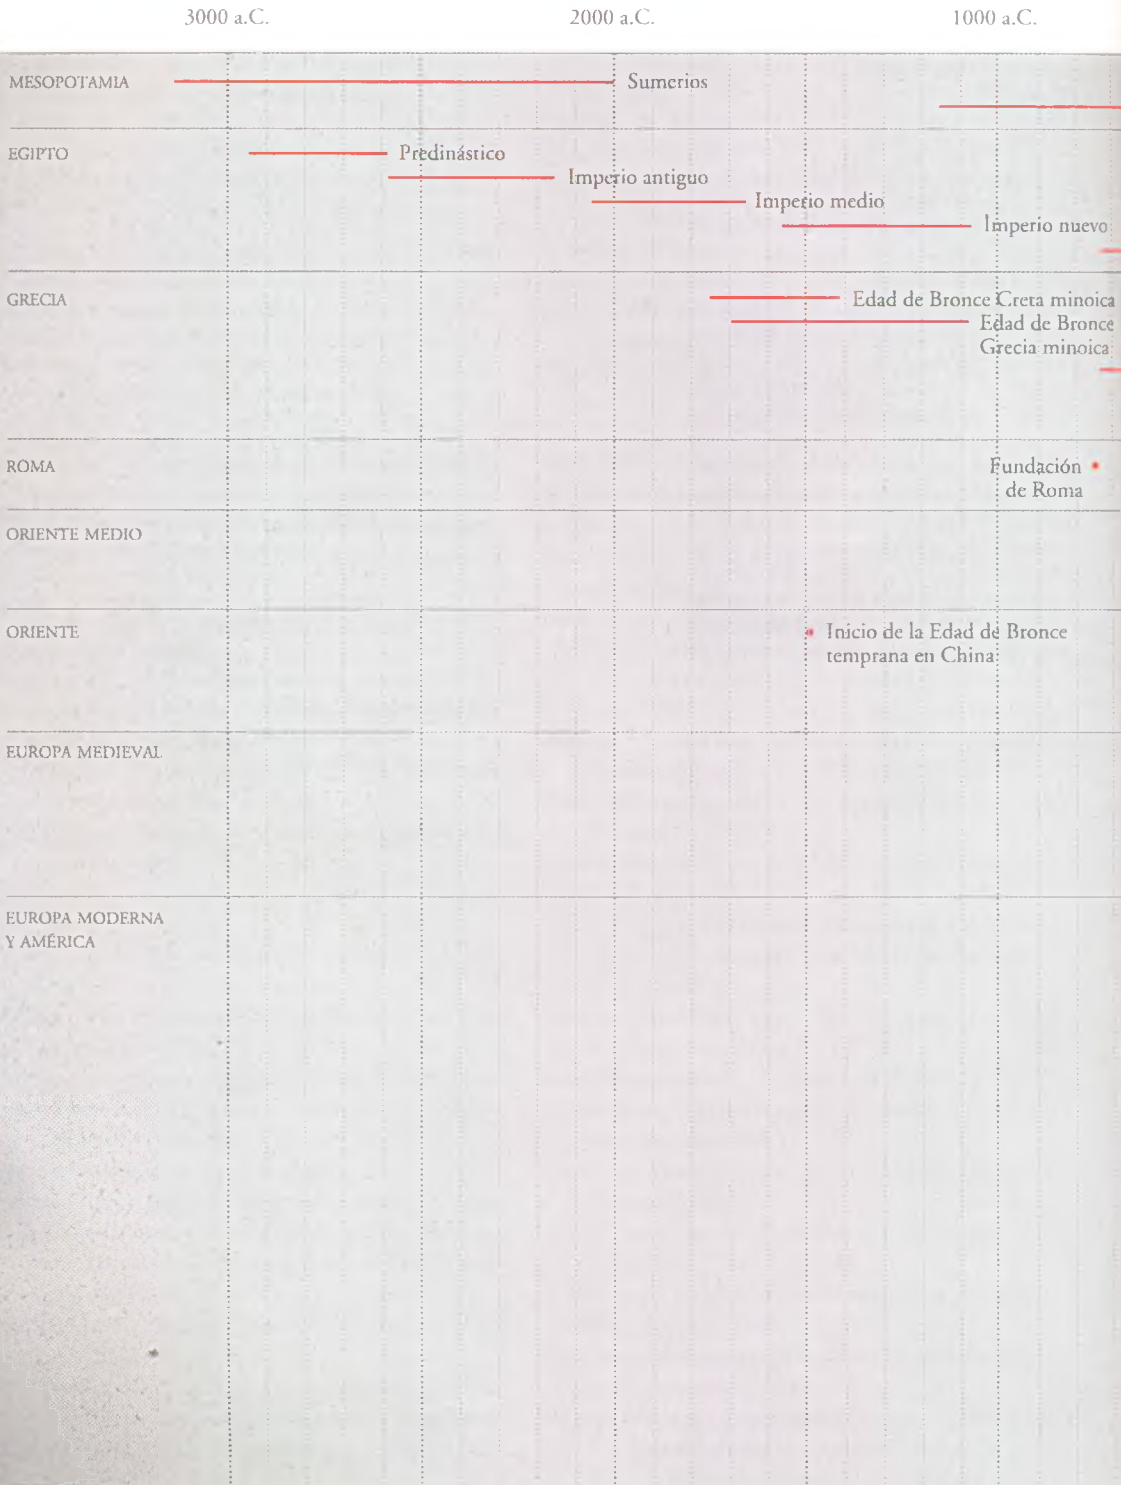 3000 a.C.
2000 a.C.
1000 a.C.
MESOPOTAMIA
Sumerios
EGIPTO
Predinástico
Imperio antiguo
Imperio medio
Imperio nuevo
GRECIA
Edad de Bronce Creta minoica
Edad de Bronce
Grecia minoica
ROMA
Fundación
de Roma
ORIENTE MEDIO
ORIENTE
Inicio de la Edad de Bronce
temprana en China
EUROPA MEDIEVAL
EUROPA MODERNA
Y AMÉRICA